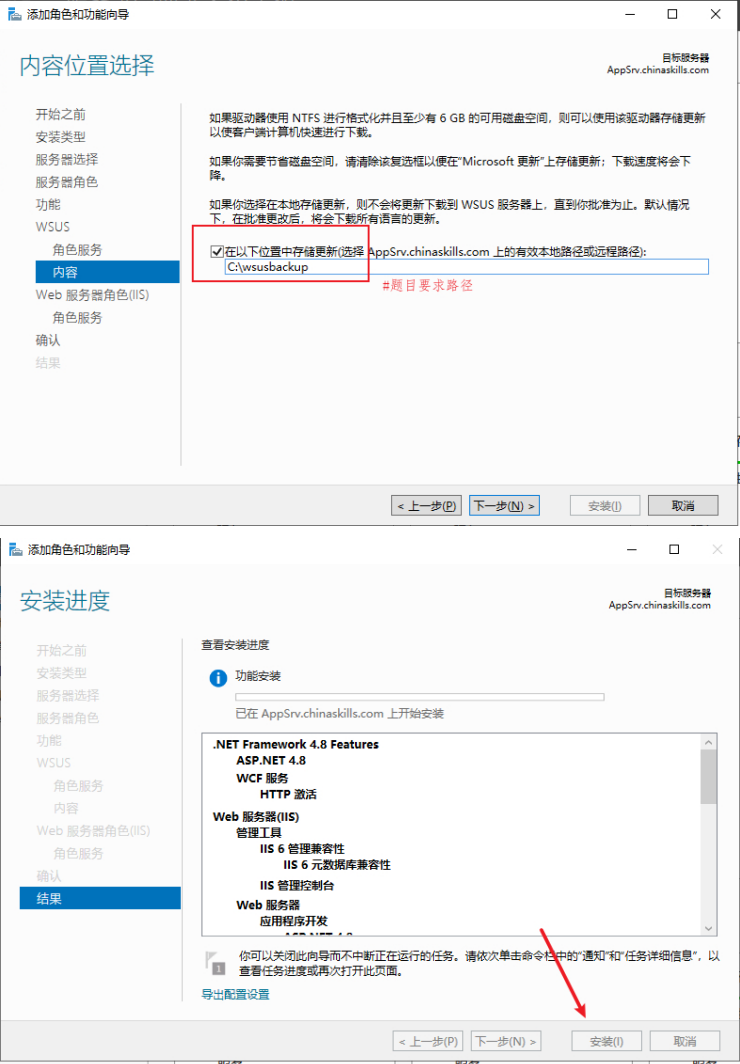 添加角色和功能向导
内容位置选择
目标服务器
AppSrv.chinaskills.com
开始之前
安装类型
服务器选择
服务器角色
功能
WSUS
角色服务
内容
Web 服务器角色(IIS)
角色服务
确认
结果
如果驱动器使用 NTFS 进行格式化并且至少有 6 GB 的可用磁盘空间，则可以使用该驱动器存储更新
以使客户端计算机快速进行下载。
如果你需要节省磁盘空间，请清除该复选框以便在"Microsoft 更新"上存储更新；下载速度将会下
降。
如果你选择在本地存储更新，则不会将更新下载到 WSUS 服务器上，直到你批准为止。默认情况
下，在批准更改后，将会下载所有语言的更新。
在以下位置中存储更新(选择 AppSrv.chinaskills.com 上的有效本地路径或远程路径):
C:\wsusbackup
#题目要求路径
< 上一步(P)
下一步(N) >
安装(I)
取消
添加角色和功能向导
安装进度
目标服务器
AppSrv.chinaskills.com
开始之前
安装类型
服务器选择
服务器角色
功能
WSUS
角色服务
内容
Web 服务器角色(IIS)
角色服务
确认
结果
查看安装进度
功能安装
已在 AppSrv.chinaskills.com 上开始安装
.NET Framework 4.8 Features
ASP.NET 4.8
WCF 服务
HTTP 激活
Web 服务器(IIS)
管理工具
IIS 6 管理兼容性
IIS 6 元数据库兼容性
IIS 管理控制台
Web 服务器
应用程序开发
ASP.NET 4.8
1
你可以关闭此向导而不中断正在运行的任务。请依次单击命令栏中的"通知"和"任务详细信息"，以
查看任务进度或再次打开此页面。
导出配置设置
< 上一步(P)
下一步(N) >
安装(I)
取消